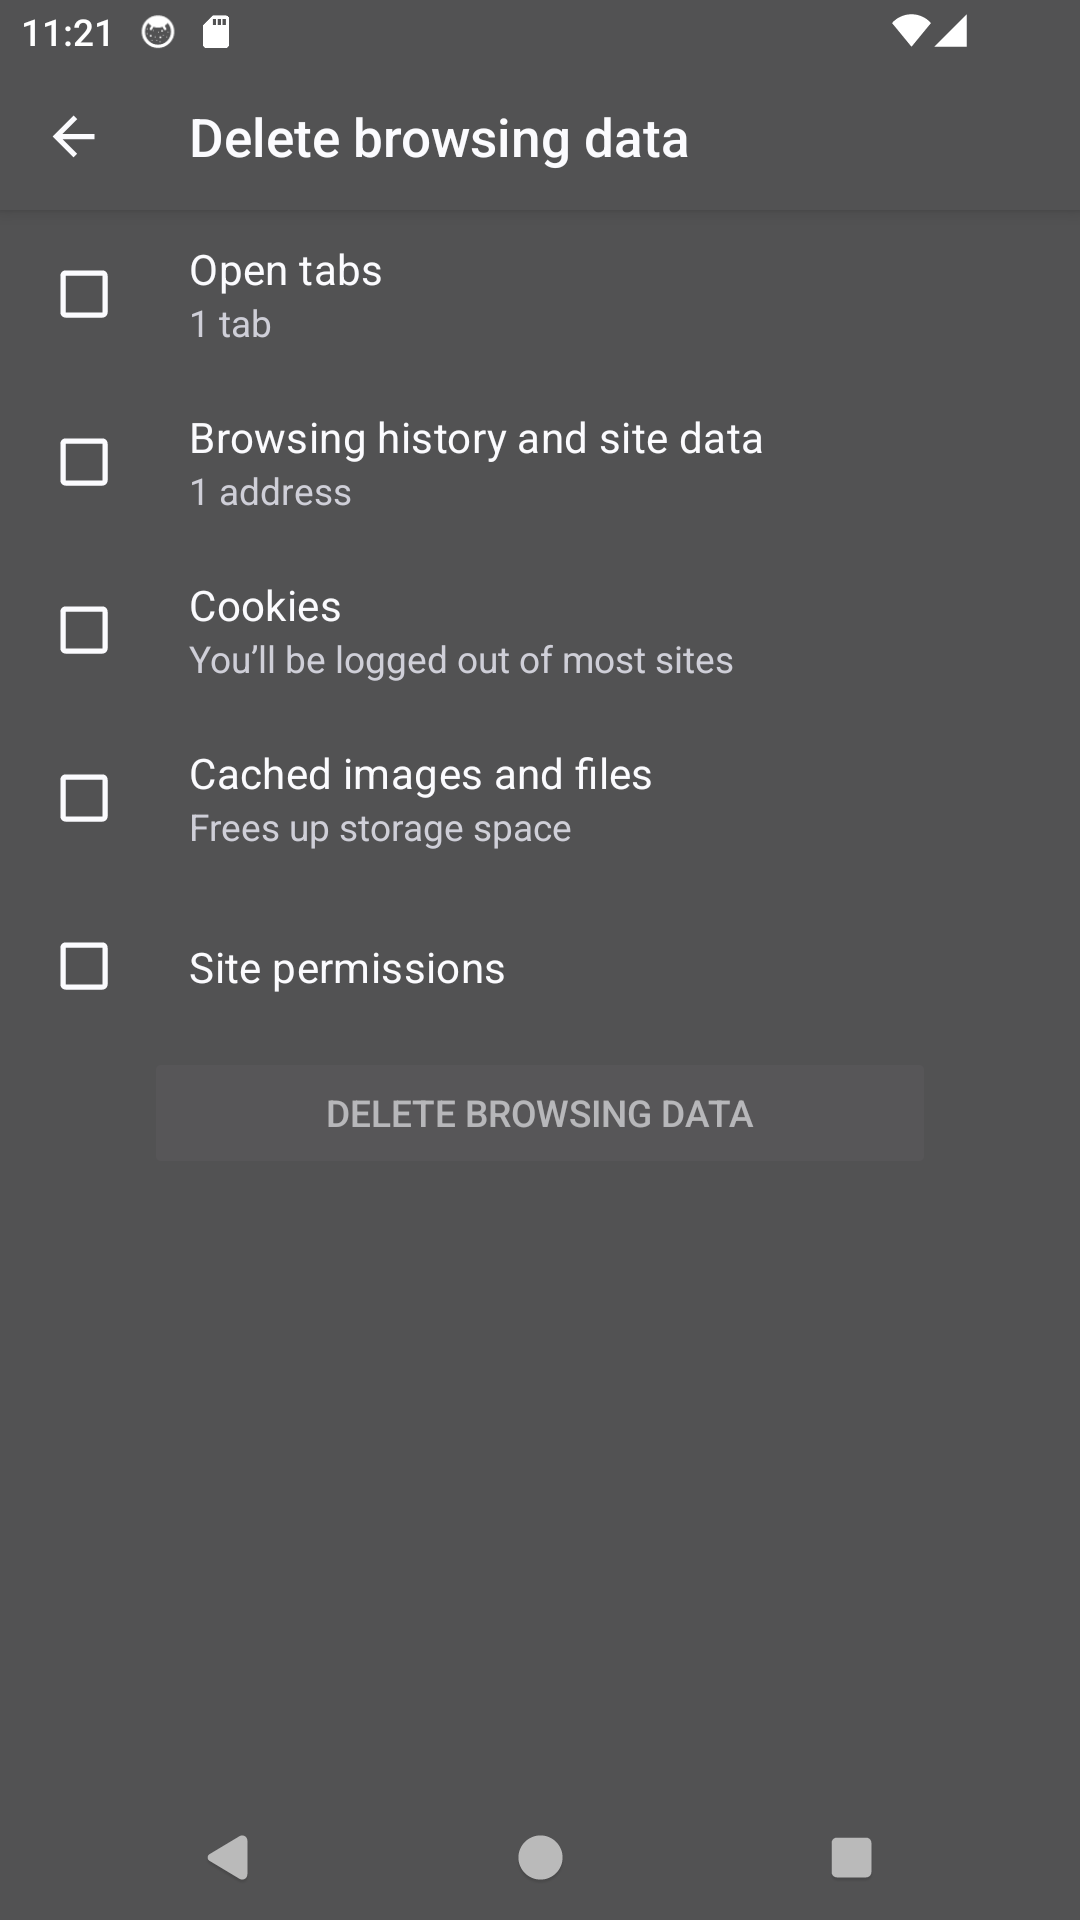 11:21
Delete browsing data
Open tabs
1 tab
Browsing history and site data
1 address
Cookies
You’ll be logged out of most sites
Cached images and files
Frees up storage space
Site permissions
DELETE BROWSING DATA